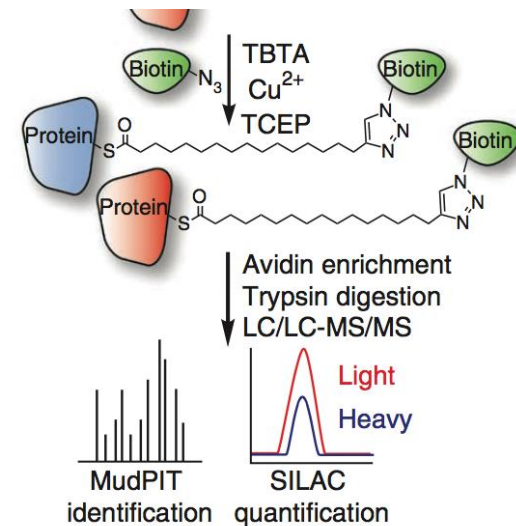 Biotin
N3
TBTA
Cu2+
TCEP
Biotin
Protein
S
O
N
N
N
Biotin
Protein
S
O
N
N
N
Avidin enrichment
Trypsin digestion
LC/LC-MS/MS
Light
Heavy
MudPIT
identification
SILAC
quantification